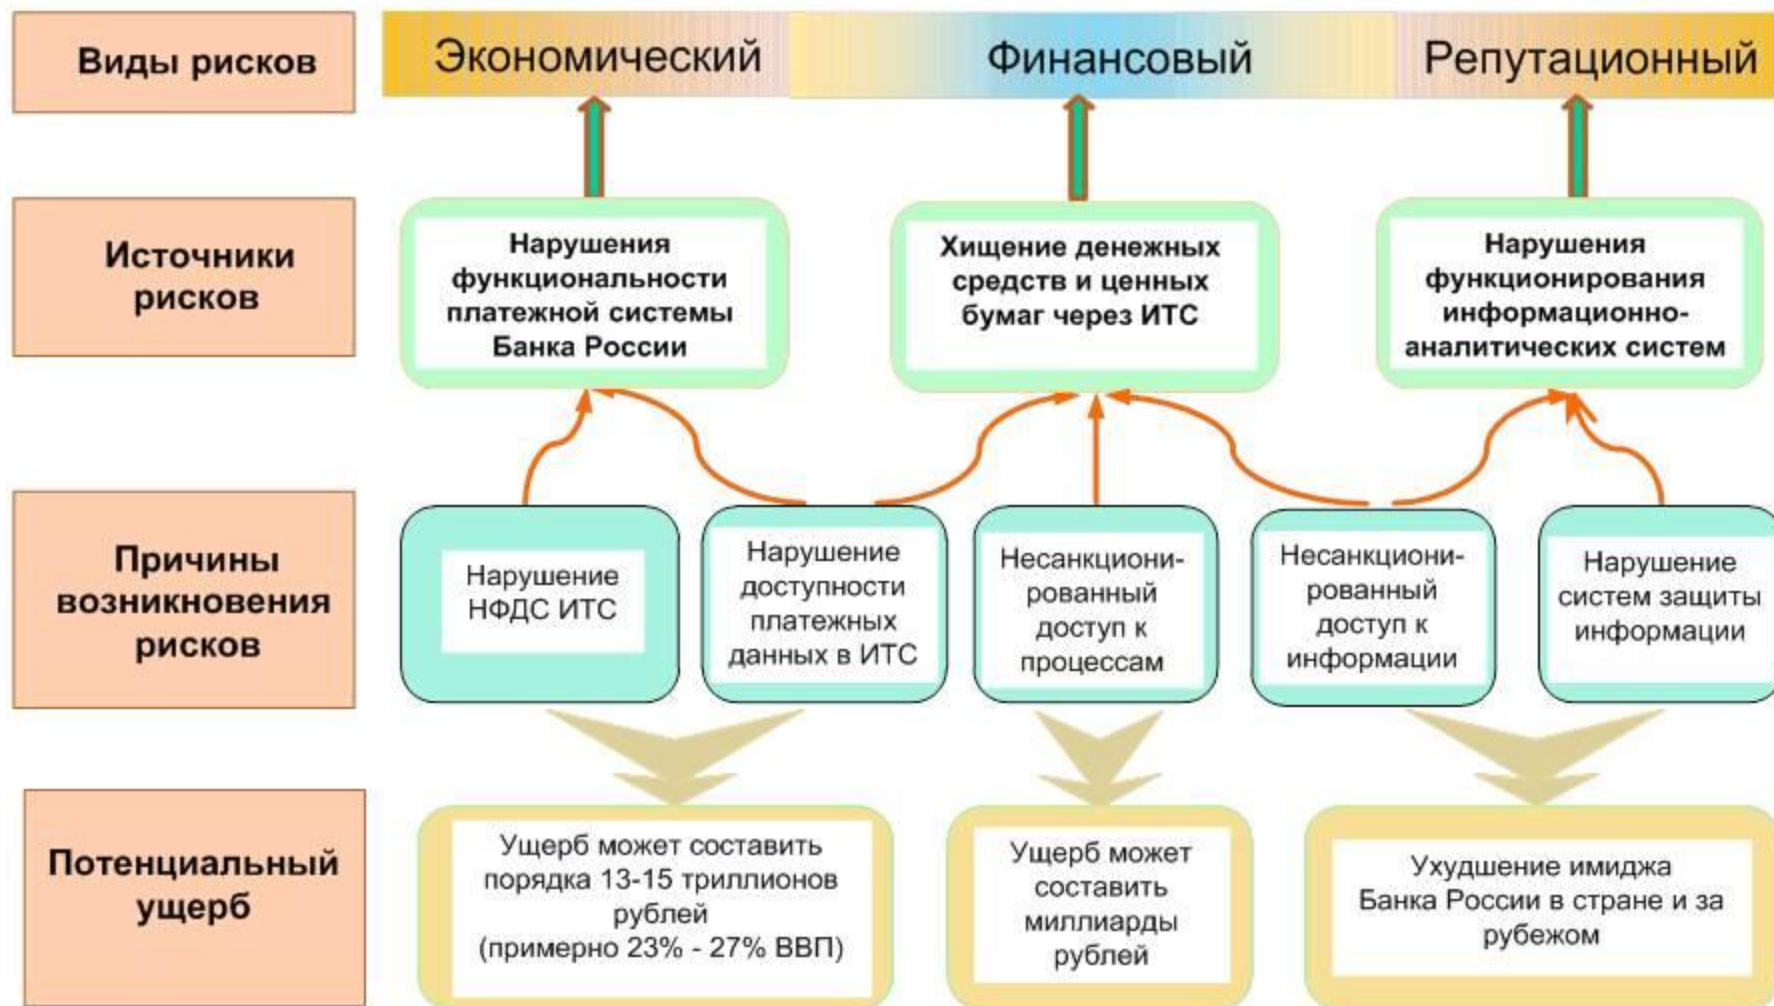 Виды рисков
Экономический
Финансовый
Репутационный
Источники
рисков
Нарушения
функциональности
платежной системы
Банка России
Хищение денежных
средств и ценных
бумаг через ИТС
Нарушения
функционирования
информационно-
аналитических систем
Причины
возникновения
рисков
Нарушение
НФДС ИТС
Нарушение
доступности
платежных
данных в ИТС
Несанкциони-
рованный
доступ к
процессам
Несанкциони-
рованный
доступ к
информации
Нарушение
систем защиты
информации
Потенциальный
ущерб
Ущерб может составить
порядка 13-15 триллионов
рублей
(примерно 23% - 27% ВВП)
Ущерб может
составить
миллиарды
рублей
Ухудшение имиджа
Банка России в стране и за
рубежом